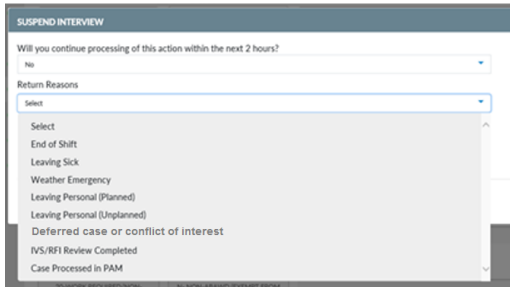 SUSPEND INTERVIEW
Will you continue processing of this action within the next 2 hours?
No
Return Reasons
Select
Select
End of Shift
Leaving Sick
Weather Emergency
Leaving Personal (Planned)
Leaving Personal (Unplanned)
Deferred case or conflict of interest
IVS/RFI Review Completed
Case Processed in PAM